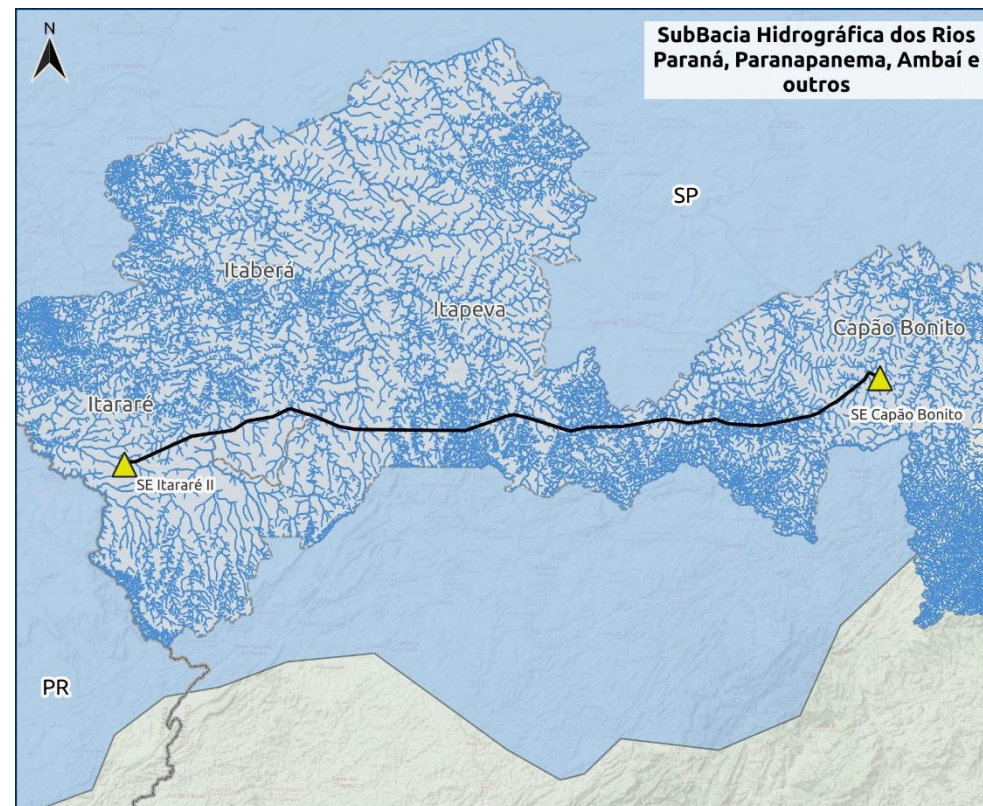 N
SubBacia Hidrográfica dos Rios
Paraná, Paranapanema, Ambaí e
outros
SP
Itaberá
Itapeva
Capão Bonito
Itararé
SE Capão Bonito
SE Itararé II
PR